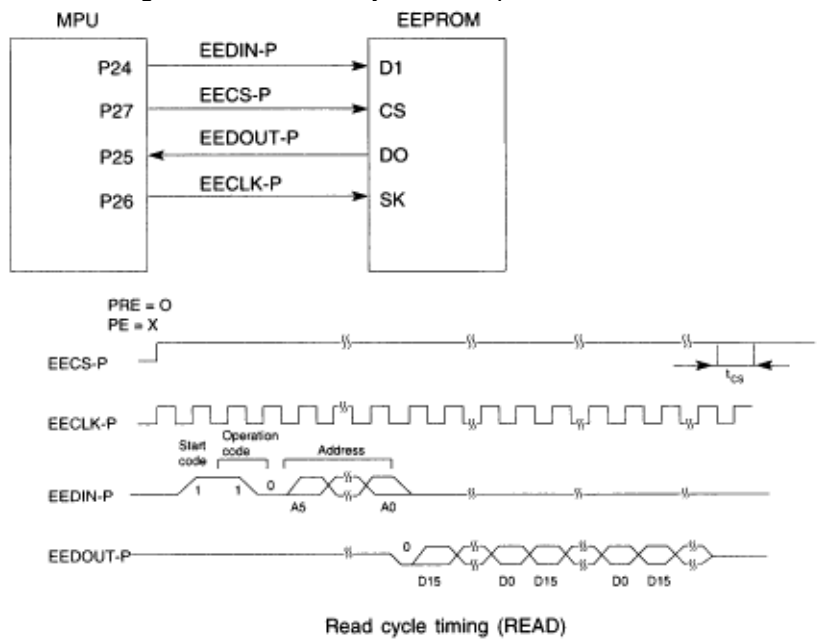 MPU EEPROM
P24 EEDIN-P D1
P27 EECS-P CS
P25 EEDOUT-P DO
P26 EECLK-P SK
PRE = O
PE = X
EECS-P
tCS
EECLK-P
Start code Operation code Address
EEDIN-P 1 1 0 A5 A0
EEDOUT-P 0
D15 D0 D15 D0 D15
Read cycle timing (READ)